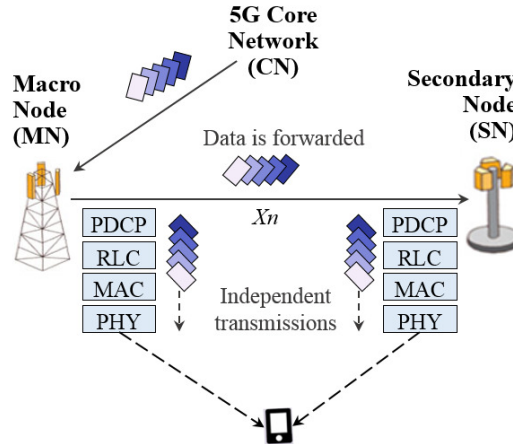 5G Core
Network
(CN)
Macro
Node
(MN)
Secondary
Node
(SN)
Data is forwarded
Xn
PDCP
RLC
MAC
PHY
Independent
transmissions
PDCP
RLC
MAC
PHY